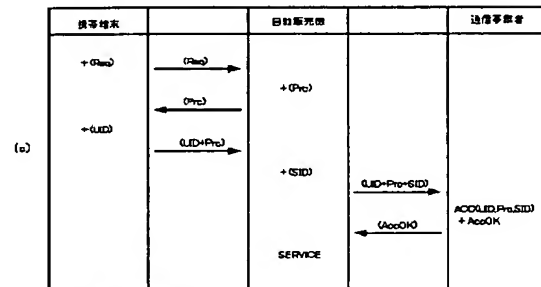 携帯端末 自動販売機 通信事業者
+(Req) (Req)
+(Prc)
(Prc)
+(UID)
(UID+Prc)
(a)
+(SID) (UID+Prc+SID)
ACC(UID,Prc,SID)
(AccOK) + AccOK
SERVICE